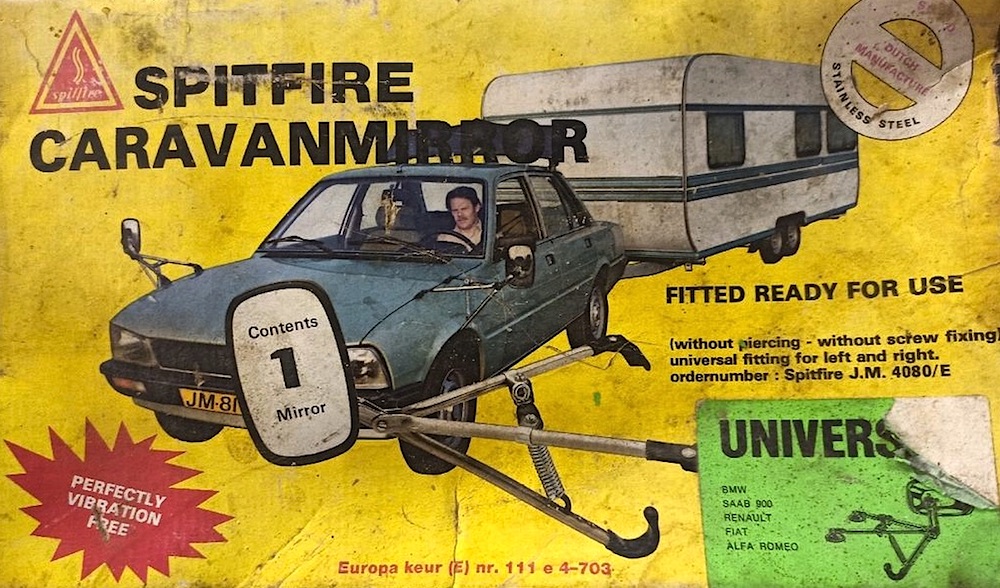 spitfire
SPITFIRE
CARAVANMIRROR
DUTCH
MANUFACTURE
STAINLESS STEEL
FITTED READY FOR USE
(without piercing - without screw fixing)
universal fitting for left and right.
ordernumber : Spitfire J.M. 4080/E
Contents
1
Mirror
JM-81
UNIVERS
BMW
SAAB 900
RENAULT
FIAT
ALFA ROMEO
PERFECTLY
VIBRATION
FREE
Europa keur (E) nr. 111 e 4-703